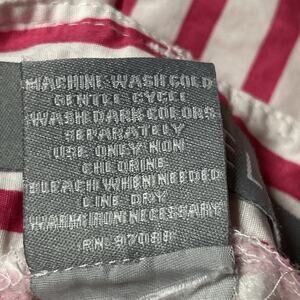 MACHINE WASH COLD
GENTLE CYCLE
WASH DARK COLORS
SEPARATELY
USE ONLY NON
CHLORINE
BLEACH WHEN NEEDED
LINE DRY
WARM IRON NECESSARY
RN 97088